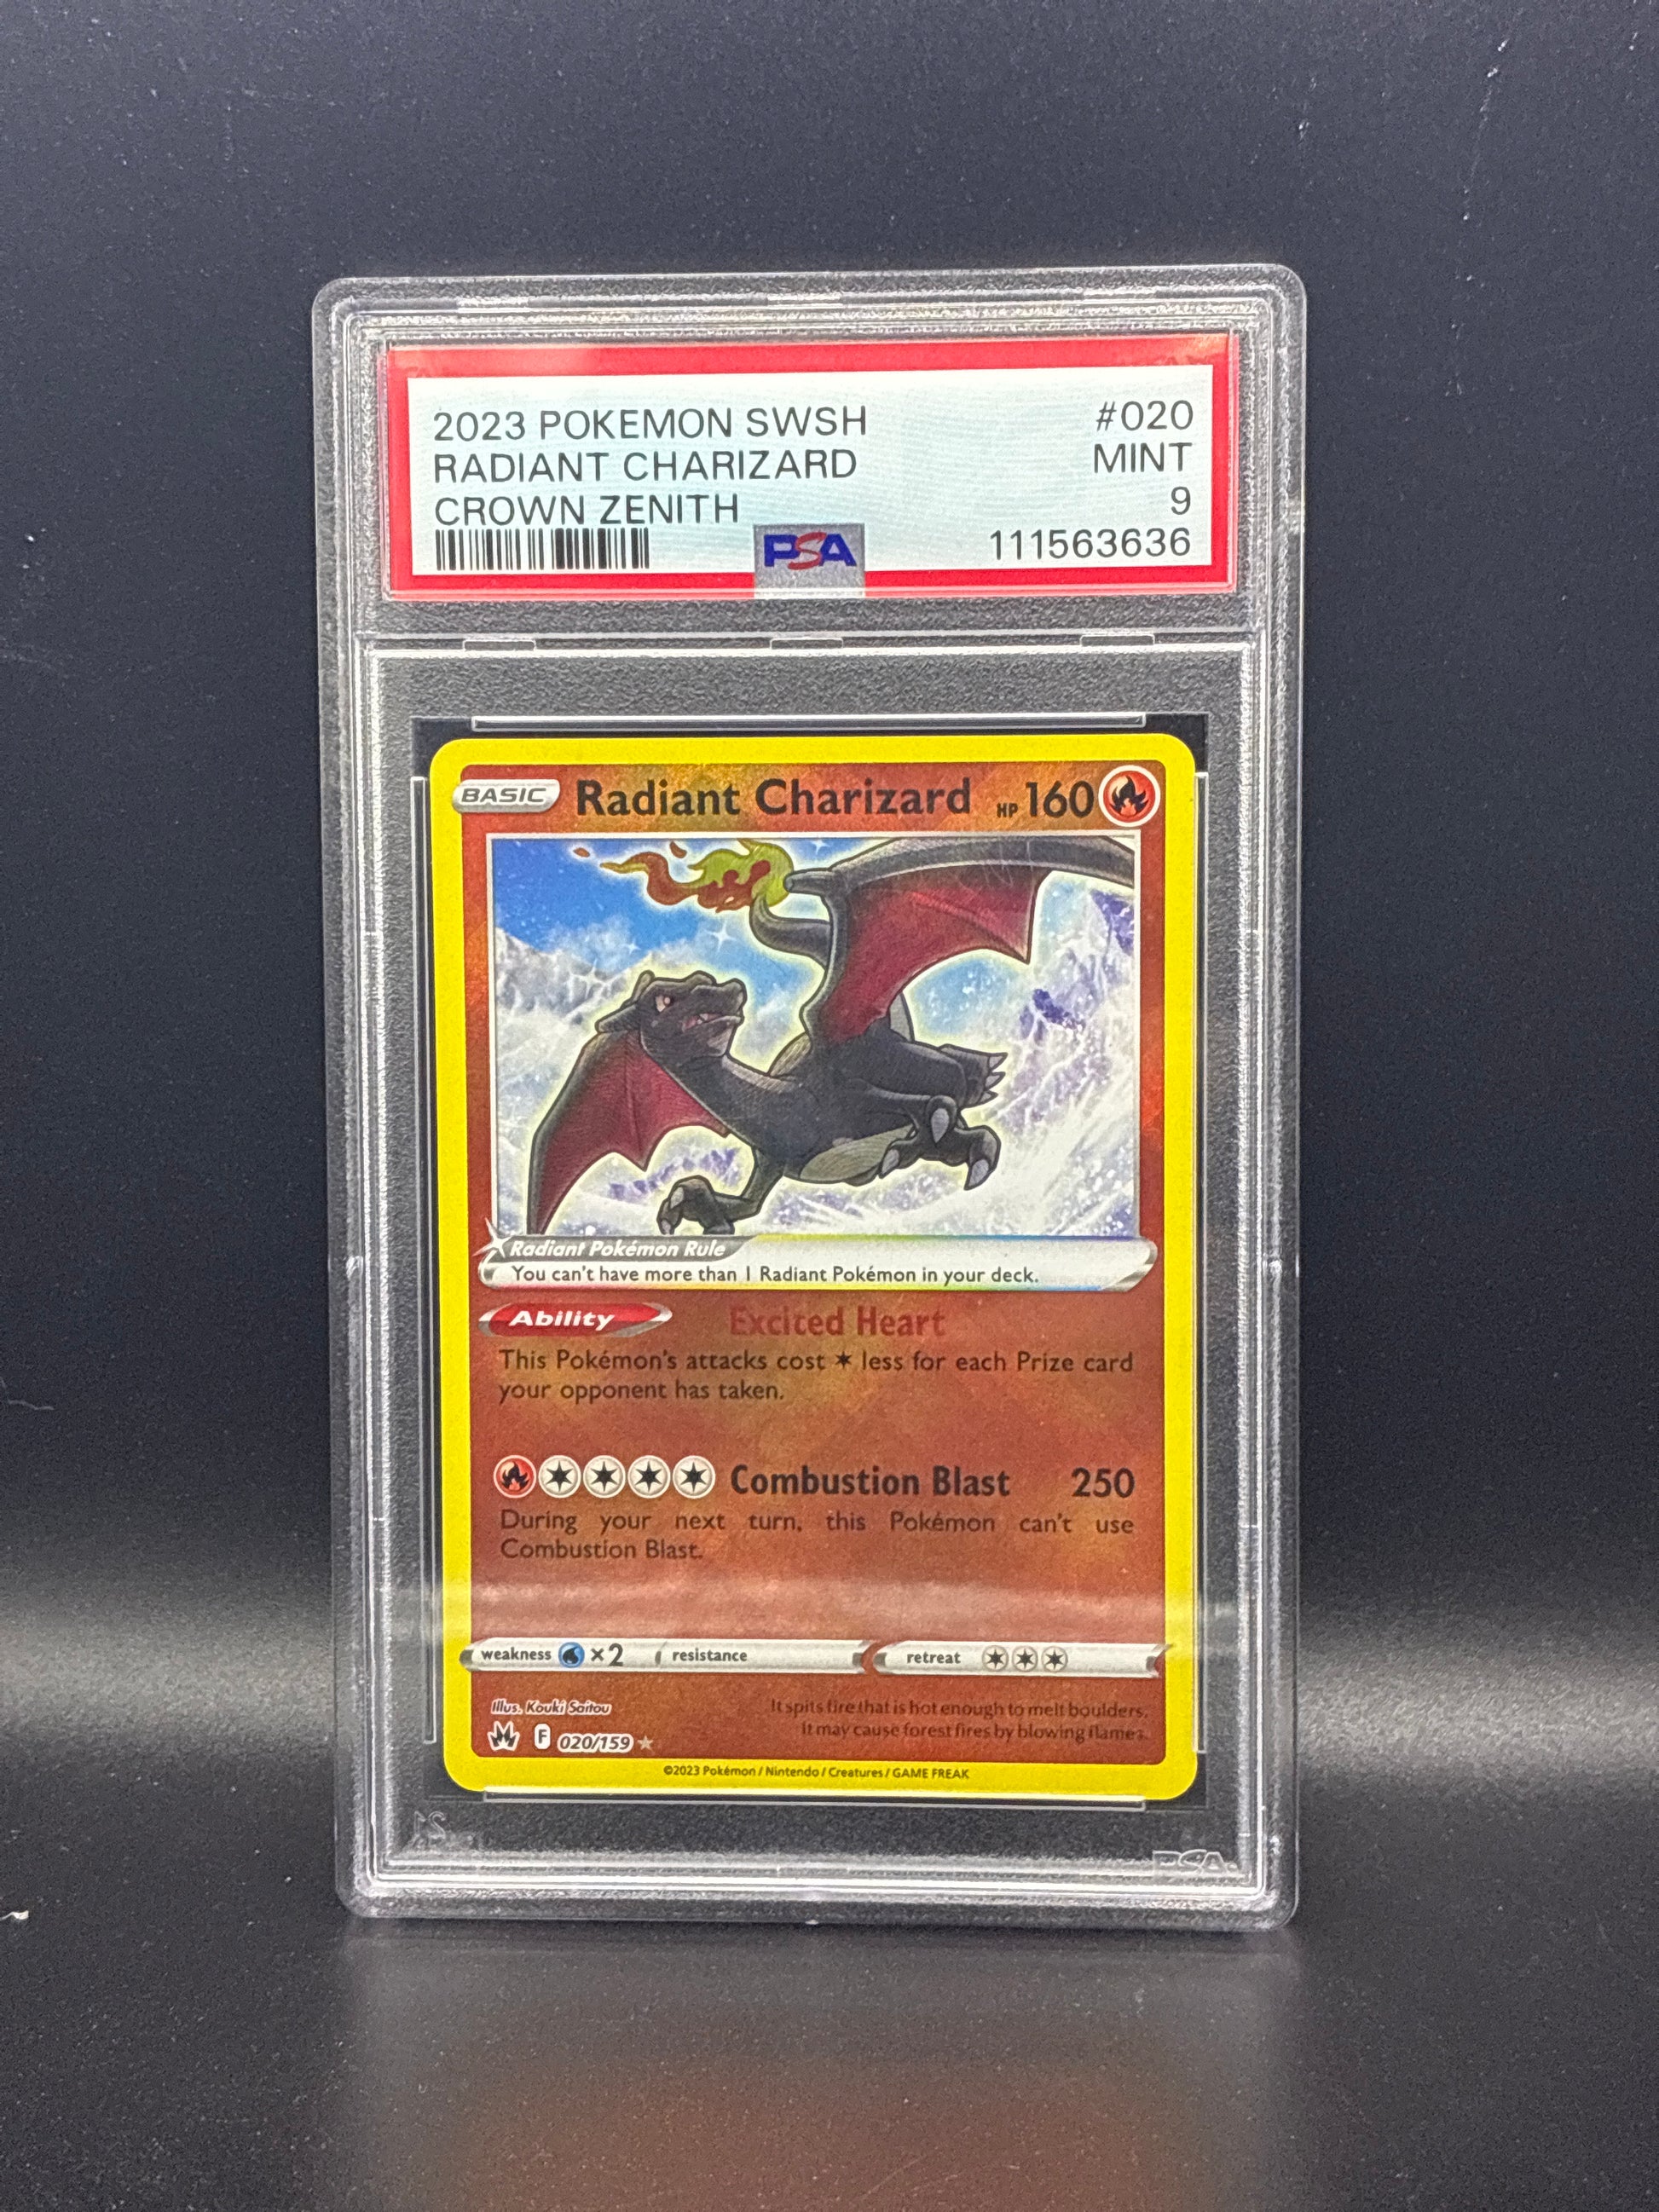 2023 POKEMON SWSH #020
RADIANT CHARIZARD MINT
CROWN ZENITH 9
PSA 111563636
BASIC Radiant Charizard HP 160
Radiant Pokémon Rule
You can't have more than 1 Radiant Pokémon in your deck.
Ability Excited Heart
This Pokémon's attacks cost less for each Prize card
your opponent has taken.
Combustion Blast 250
During your next turn, this Pokémon can't use
Combustion Blast.
weakness ×2 resistance retreat
Illus. Kouki Saitou
F 020/159
It spits fire that is hot enough to melt boulders.
It may cause forest fires by blowing flames.
©2023 Pokémon / Nintendo / Creatures / GAME FREAK
PSA